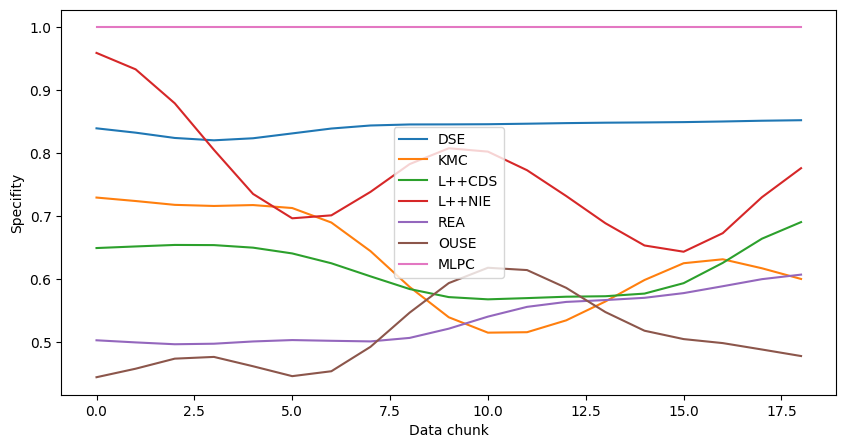 1.0
0.9
0.8
0.7
0.6
0.5
Specifity
DSE
KMC
L++CDS
L++NIE
REA
OUSE
MLPC
0.0
2.5
5.0
7.5
10.0
12.5
15.0
17.5
Data chunk